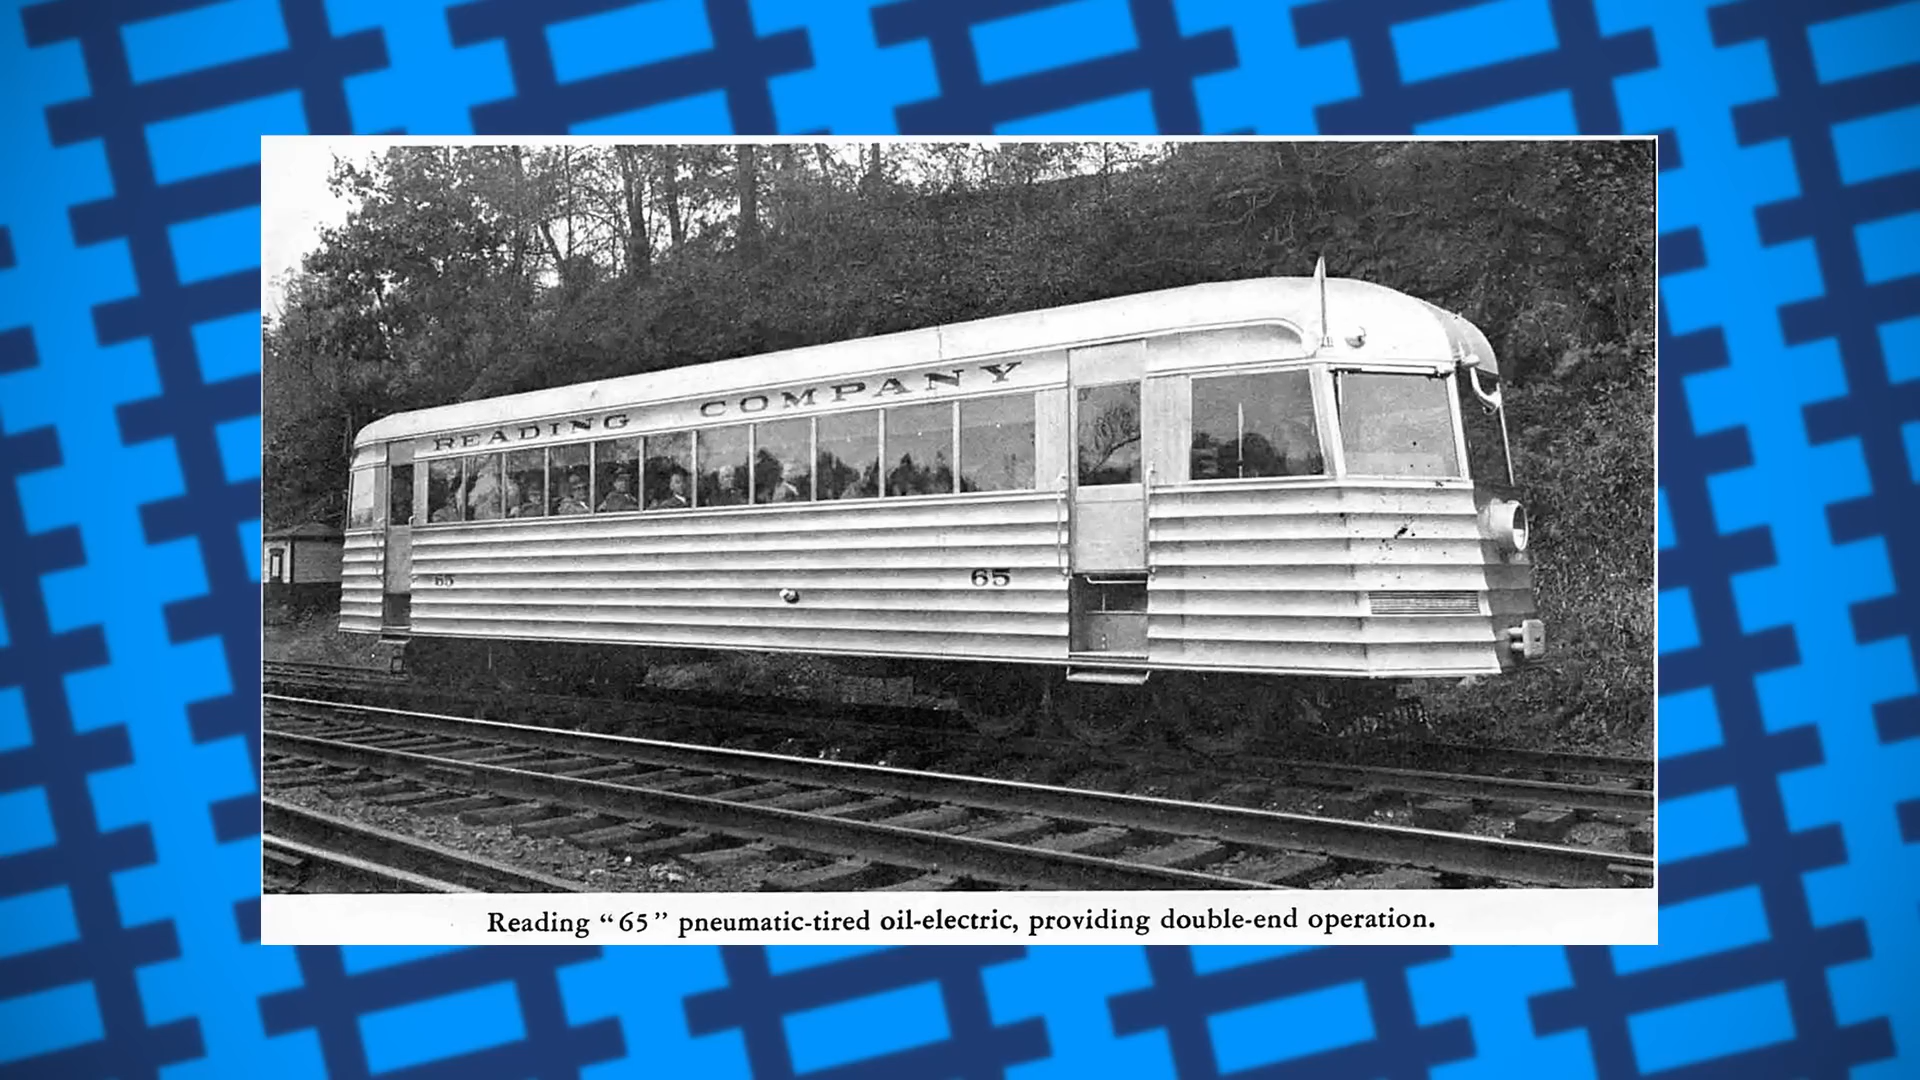 READING COMPANY
65
65
Reading “65” pneumatic-tired oil-electric, providing double-end operation.